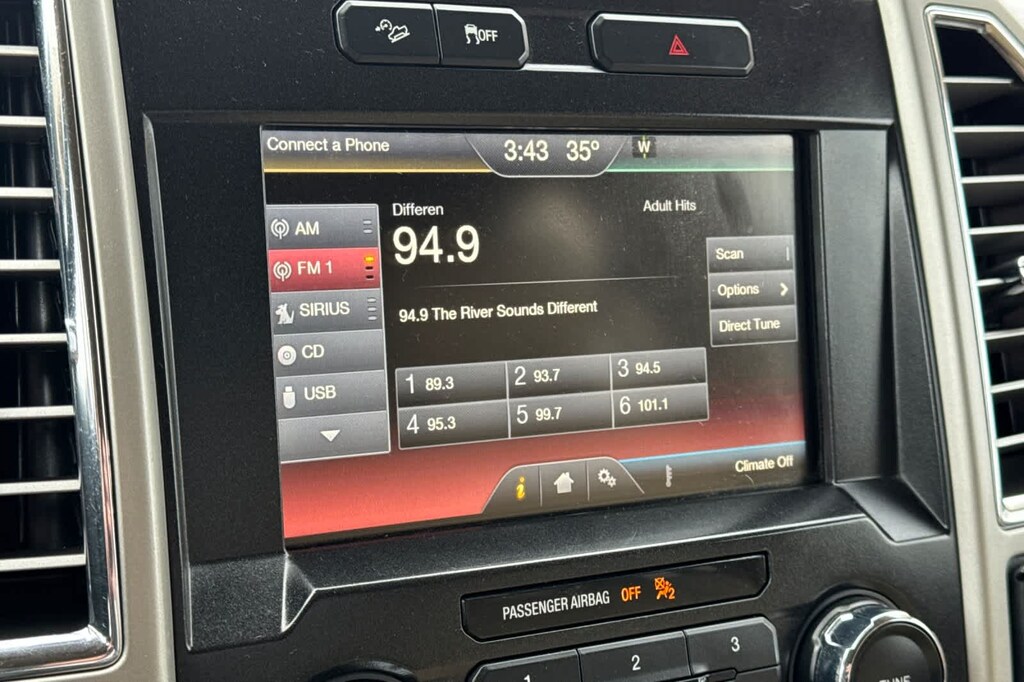 OFF
Connect a Phone
3:43 35° W
Differen
Adult Hits
94.9
94.9 The River Sounds Different
AM
FM 1
SIRIUS
CD
USB
Scan
Options
Direct Tune
1 89.3 2 93.7 3 94.5
4 95.3 5 99.7 6 101.1
Climate Off
PASSENGER AIRBAG OFF 2
1 2 3
TUNE